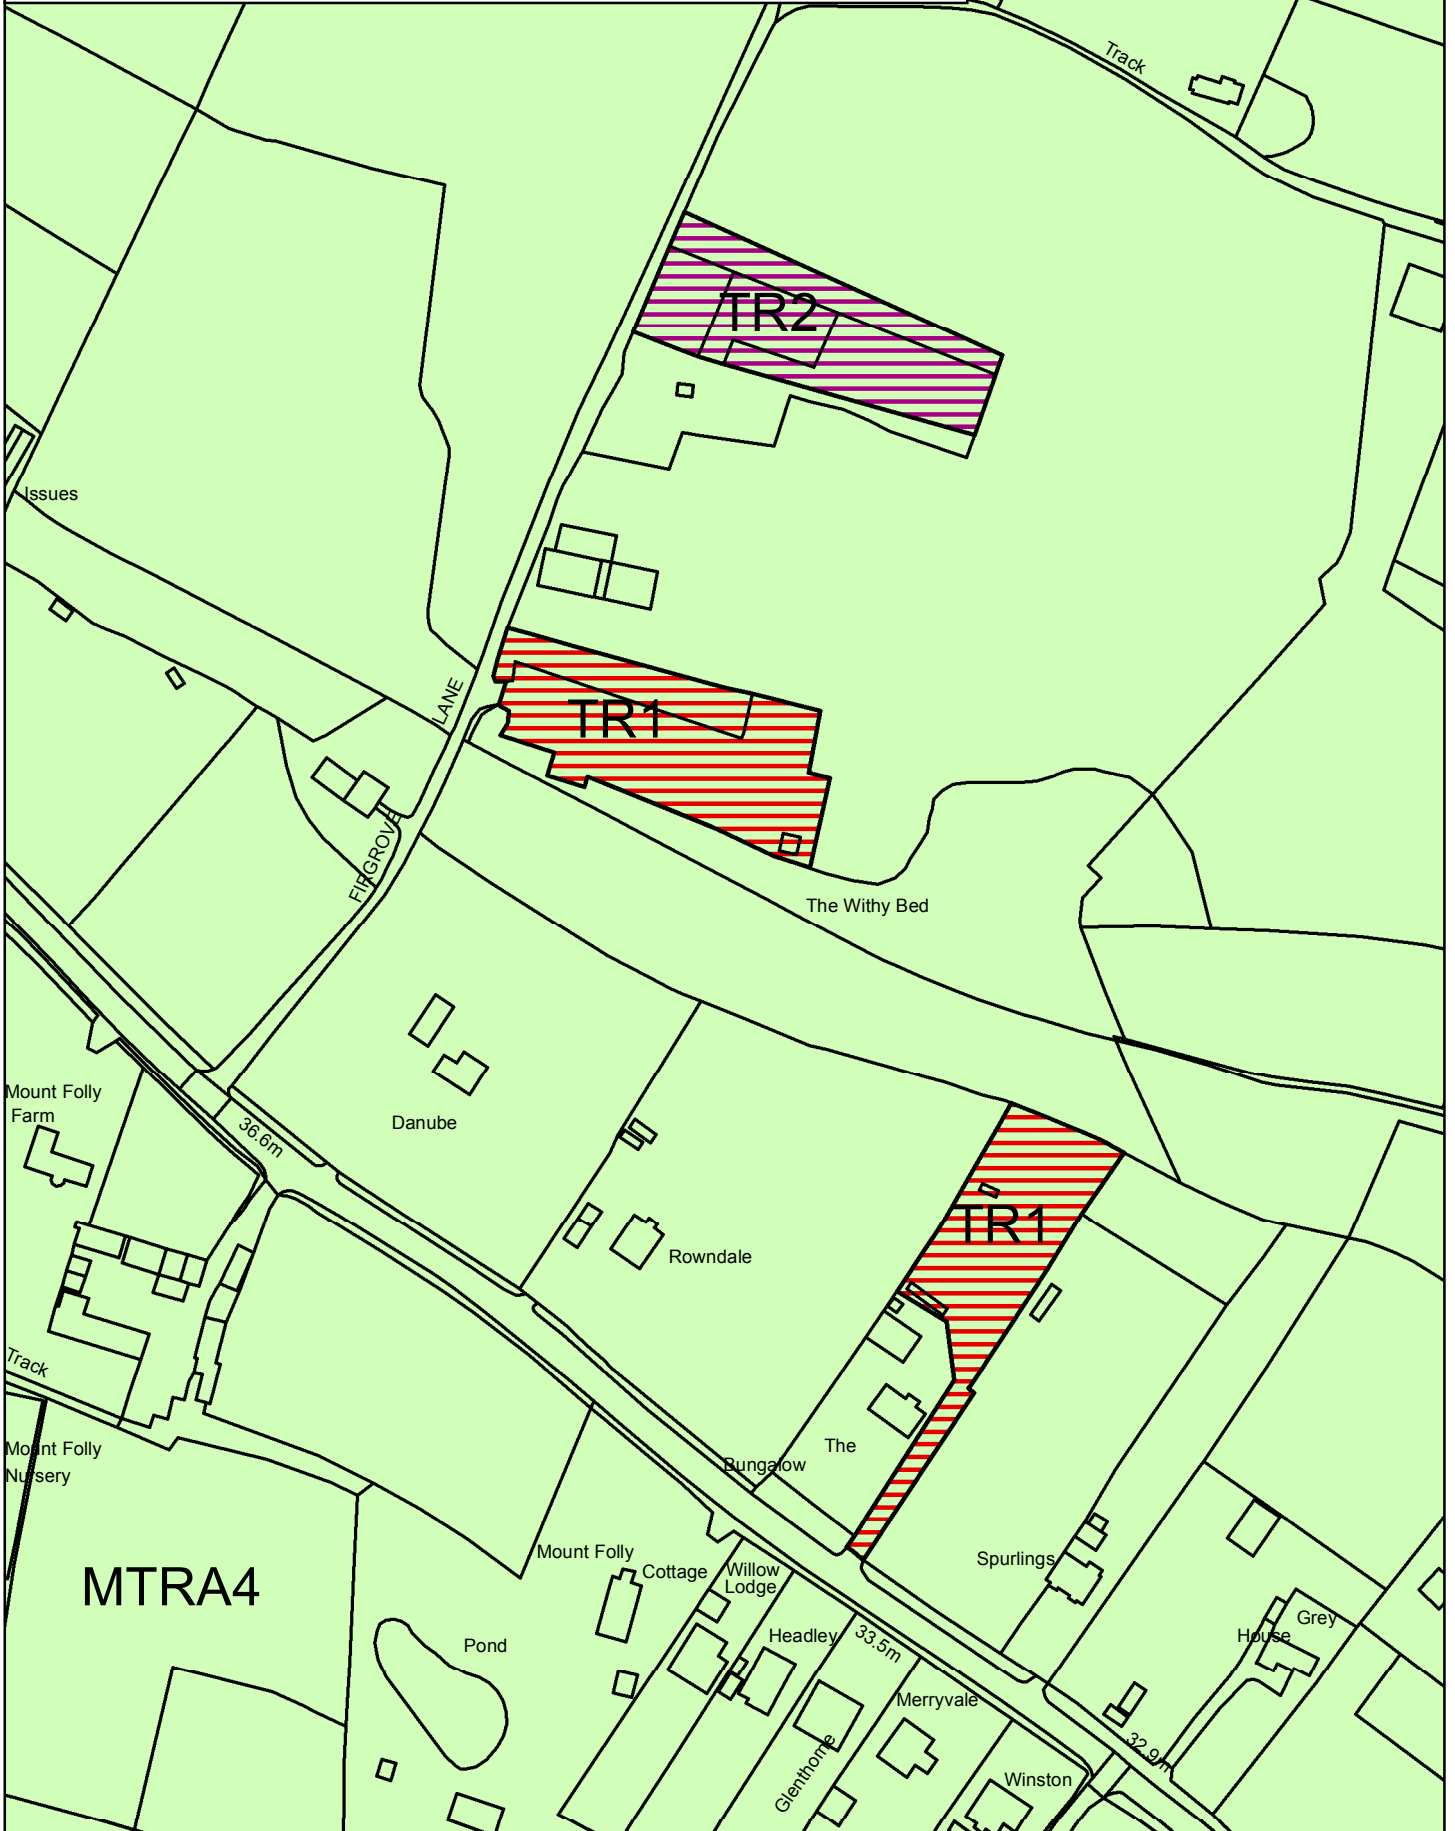 Track
TR2
Issues
LANE
TR1
FIRGROVE
The Withy Bed
Mount Folly
Farm
36.6m
Danube
TR1
Rowndale
Track
Mount Folly
Nursery
The
Bungalow
MTRA4
Mount Folly
Cottage
Willow
Lodge
Spurlings
Pond
Headley
33.5m
Grey
House
Merryvale
Glenthorne
32.9m
Winston